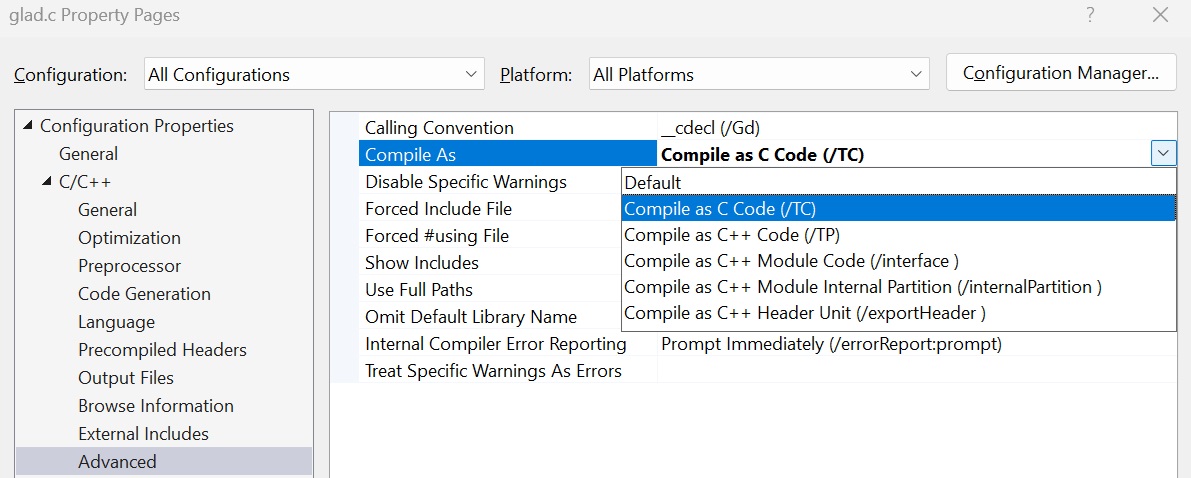 glad.c Property Pages
?
Configuration: All Configurations Platform: All Platforms Configuration Manager...
Configuration Properties
General
C/C++
General
Optimization
Preprocessor
Code Generation
Language
Precompiled Headers
Output Files
Browse Information
External Includes
Advanced
Calling Convention __cdecl (/Gd)
Compile As Compile as C Code (/TC)
Disable Specific Warnings
Forced Include File
Forced #using File
Show Includes
Use Full Paths
Omit Default Library Name
Internal Compiler Error Reporting Prompt Immediately (/errorReport:prompt)
Treat Specific Warnings As Errors
Default
Compile as C Code (/TC)
Compile as C++ Code (/TP)
Compile as C++ Module Code (/interface )
Compile as C++ Module Internal Partition (/internalPartition )
Compile as C++ Header Unit (/exportHeader )